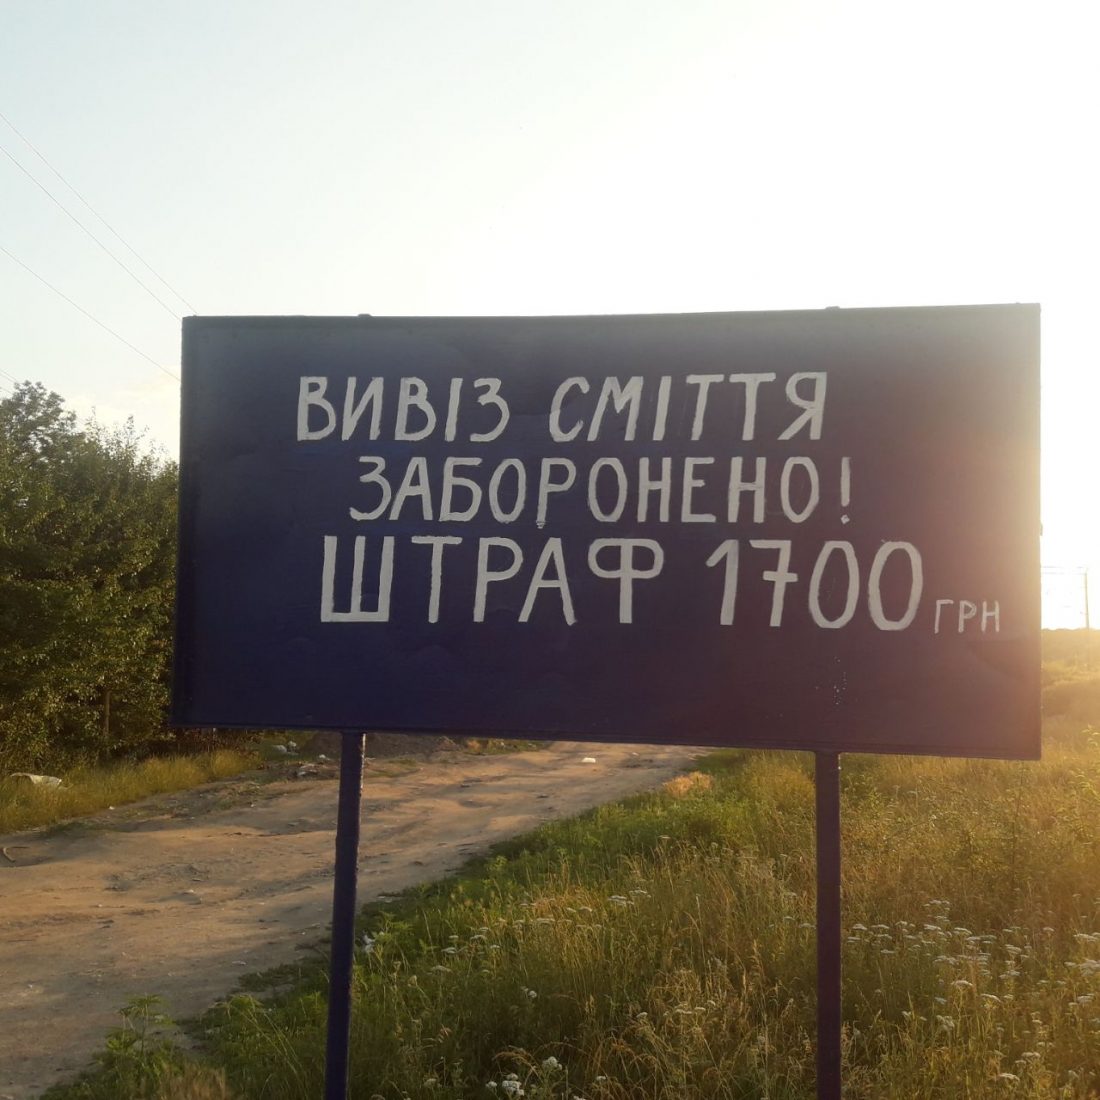 ВИВІЗ СМІТТЯ
ЗАБОРОНЕНО!
ШТРАФ 1700 ГРН